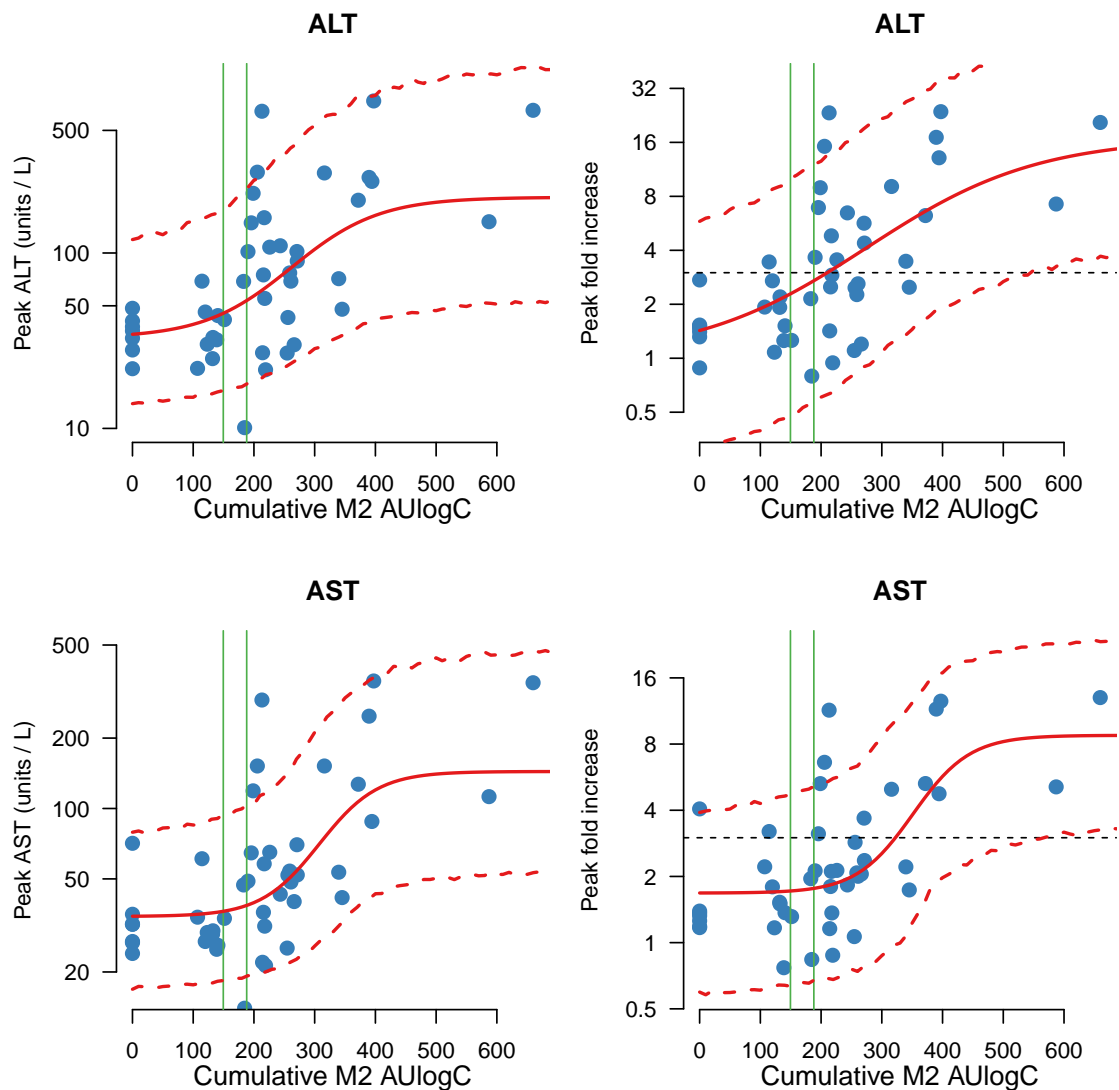 ALT
Peak ALT (units / L)
500
100
50
10
0 100 200 300 400 500 600
Cumulative M2 AUlogC
ALT
Peak fold increase
32
16
8
4
2
1
0.5
0 100 200 300 400 500 600
Cumulative M2 AUlogC
AST
Peak AST (units / L)
500
200
100
50
20
0 100 200 300 400 500 600
Cumulative M2 AUlogC
AST
Peak fold increase
16
8
4
2
1
0.5
0 100 200 300 400 500 600
Cumulative M2 AUlogC